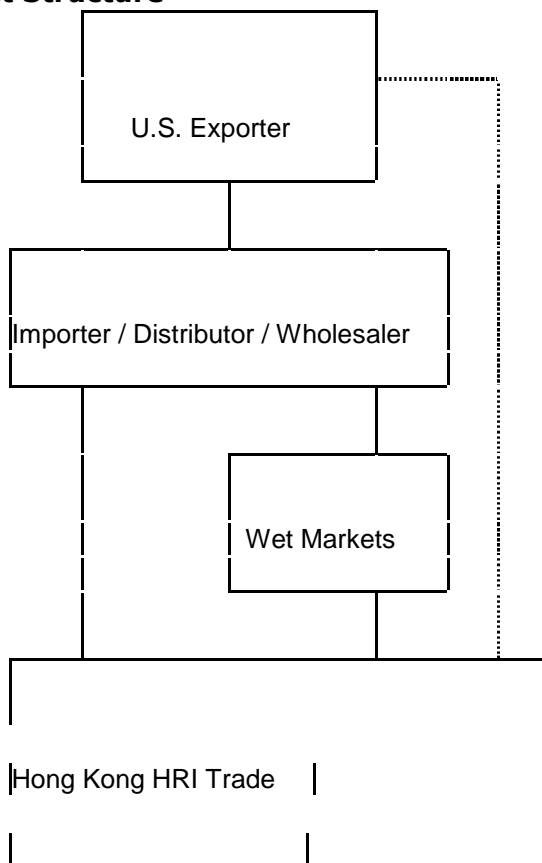 Structure
U.S. Exporter
Importer / Distributor / Wholesaler
Wet Markets
Hong Kong HRI Trade